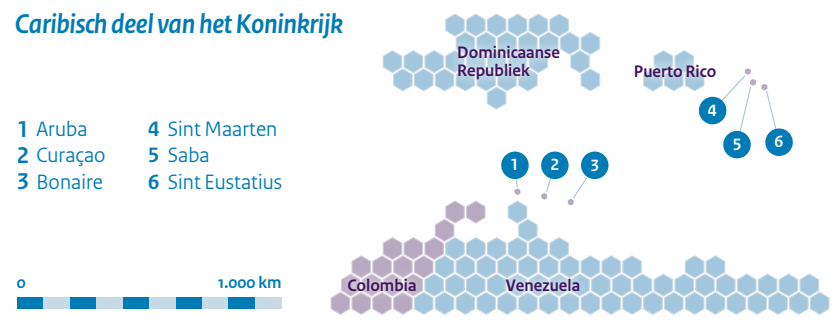 Caribisch deel van het Koninkrijk
Dominicaanse
Republiek
Puerto Rico
4
5
6
1 Aruba
2 Curaçao
3 Bonaire
4 Sint Maarten
5 Saba
6 Sint Eustatius
1
2
3
0 1.000 km
Colombia
Venezuela